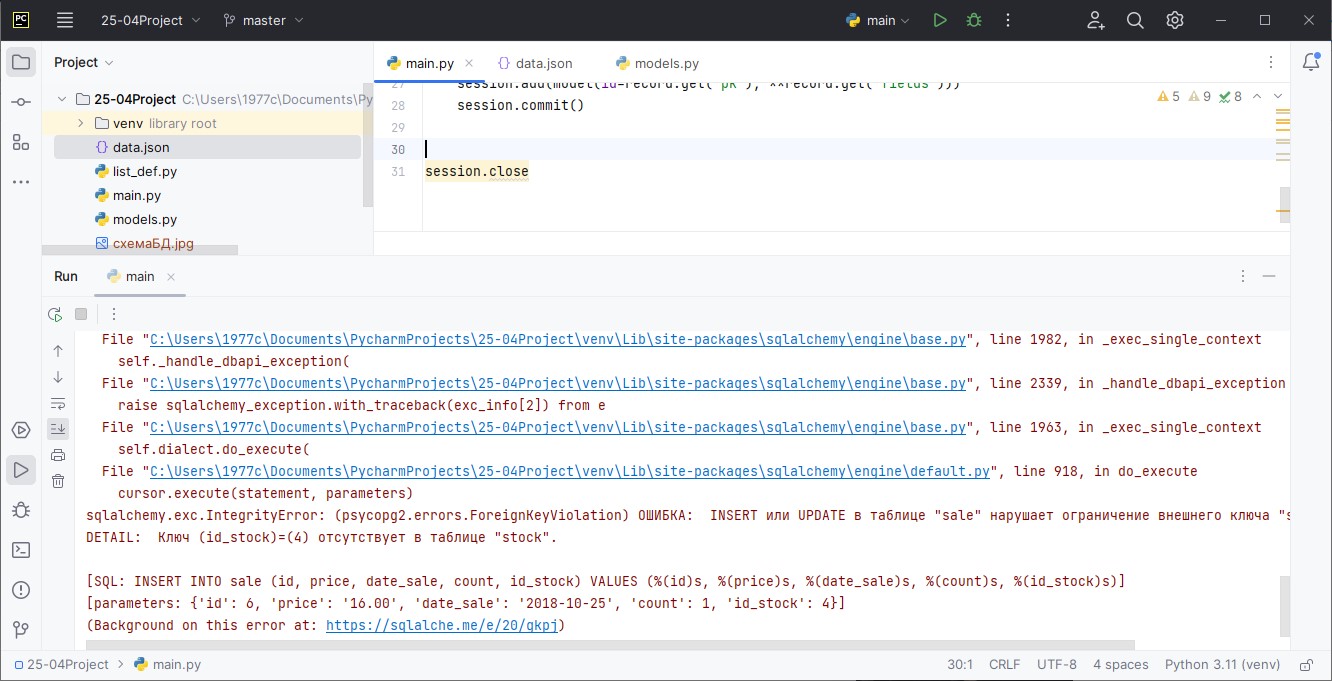 PC 25-04Project master main
Project
25-04Project C:\Users\1977c\Documents\Py
venv library root
data.json
list_def.py
main.py
models.py
схемаБД.jpg
main.py data.json models.py
27 session.add(model(id=record.get('pk'), **record.get('fields')))
28 session.commit()
5 9 8
29
30
31 session.close
Run main
File "C:\Users\1977c\Documents\PycharmProjects\25-04Project\venv\Lib\site-packages\sqlalchemy\engine\base.py", line 1982, in _exec_single_context
self._handle_dbapi_exception(
File "C:\Users\1977c\Documents\PycharmProjects\25-04Project\venv\Lib\site-packages\sqlalchemy\engine\base.py", line 2339, in _handle_dbapi_exception
raise sqlalchemy_exception.with_traceback(exc_info[2]) from e
File "C:\Users\1977c\Documents\PycharmProjects\25-04Project\venv\Lib\site-packages\sqlalchemy\engine\base.py", line 1963, in _exec_single_context
self.dialect.do_execute(
File "C:\Users\1977c\Documents\PycharmProjects\25-04Project\venv\Lib\site-packages\sqlalchemy\engine\default.py", line 918, in do_execute
cursor.execute(statement, parameters)
sqlalchemy.exc.IntegrityError: (psycopg2.errors.ForeignKeyViolation) ОШИБКА:  INSERT или UPDATE в таблице "sale" нарушает ограничение внешнего ключа "s
DETAIL:  Ключ (id_stock)=(4) отсутствует в таблице "stock".
[SQL: INSERT INTO sale (id, price, date_sale, count, id_stock) VALUES (%(id)s, %(price)s, %(date_sale)s, %(count)s, %(id_stock)s)]
[parameters: {'id': 6, 'price': '16.00', 'date_sale': '2018-10-25', 'count': 1, 'id_stock': 4}]
(Background on this error at: https://sqlalche.me/e/20/gkpj)
25-04Project > main.py 30:1 CRLF UTF-8 4 spaces Python 3.11 (venv)